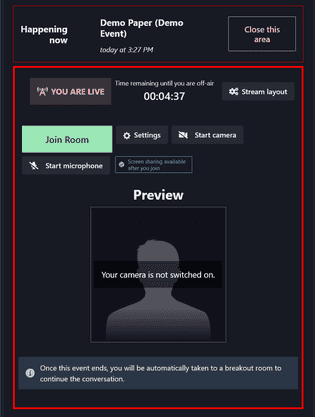 Happening now
Demo Paper (Demo Event)
today at 3:27 PM
Close this area
YOU ARE LIVE
Time remaining until you are off-air
00:04:37
Stream layout
Join Room
Settings
Start camera
Start microphone
Screen sharing available after you join
Preview
Your camera is not switched on.
Once this event ends, you will be automatically taken to a breakout room to
continue the conversation.